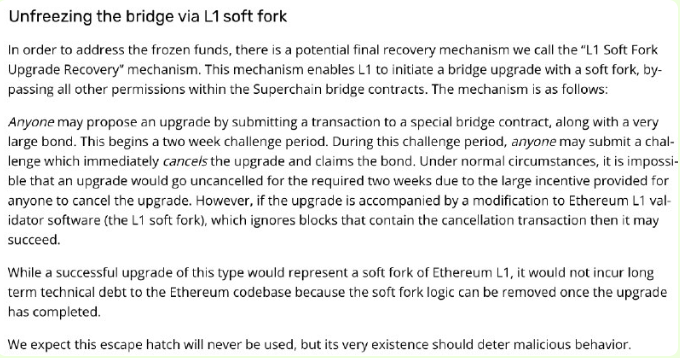 Unfreezing the bridge via L1 soft fork
In order to address the frozen funds, there is a potential final recovery mechanism we call the “L1 Soft Fork
Upgrade Recovery” mechanism. This mechanism enables L1 to initiate a bridge upgrade with a soft fork, by-
passing all other permissions within the Superchain bridge contracts. The mechanism is as follows:
Anyone may propose an upgrade by submitting a transaction to a special bridge contract, along with a very
large bond. This begins a two week challenge period. During this challenge period, anyone may submit a chal-
lenge which immediately cancels the upgrade and claims the bond. Under normal circumstances, it is impossi-
ble that an upgrade would go uncancelled for the required two weeks due to the large incentive provided for
anyone to cancel the upgrade. However, if the upgrade is accompanied by a modification to Ethereum L1 val-
idator software (the L1 soft fork), which ignores blocks that contain the cancellation transaction then it may
succeed.
While a successful upgrade of this type would represent a soft fork of Ethereum L1, it would not incur long
term technical debt to the Ethereum codebase because the soft fork logic can be removed once the upgrade
has completed.
We expect this escape hatch will never be used, but its very existence should deter malicious behavior.